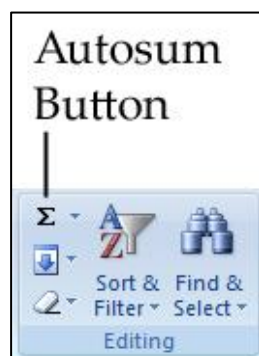 Autosum
Button
Σ
A
Z
Sort & Filter
Find & Select
Editing